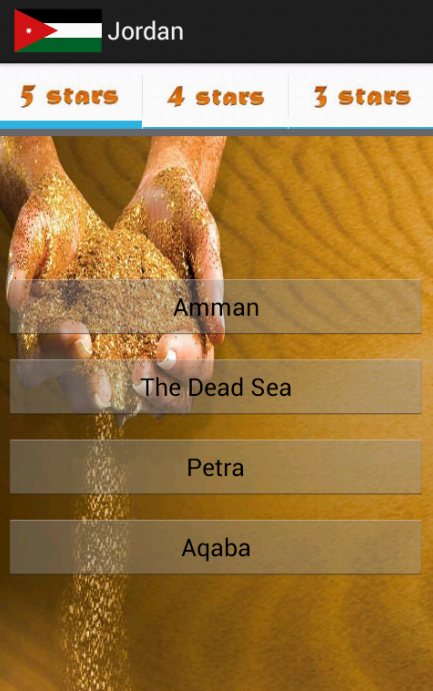 Jordan
5 stars 4 stars 3 stars
Amman
The Dead Sea
Petra
Aqaba